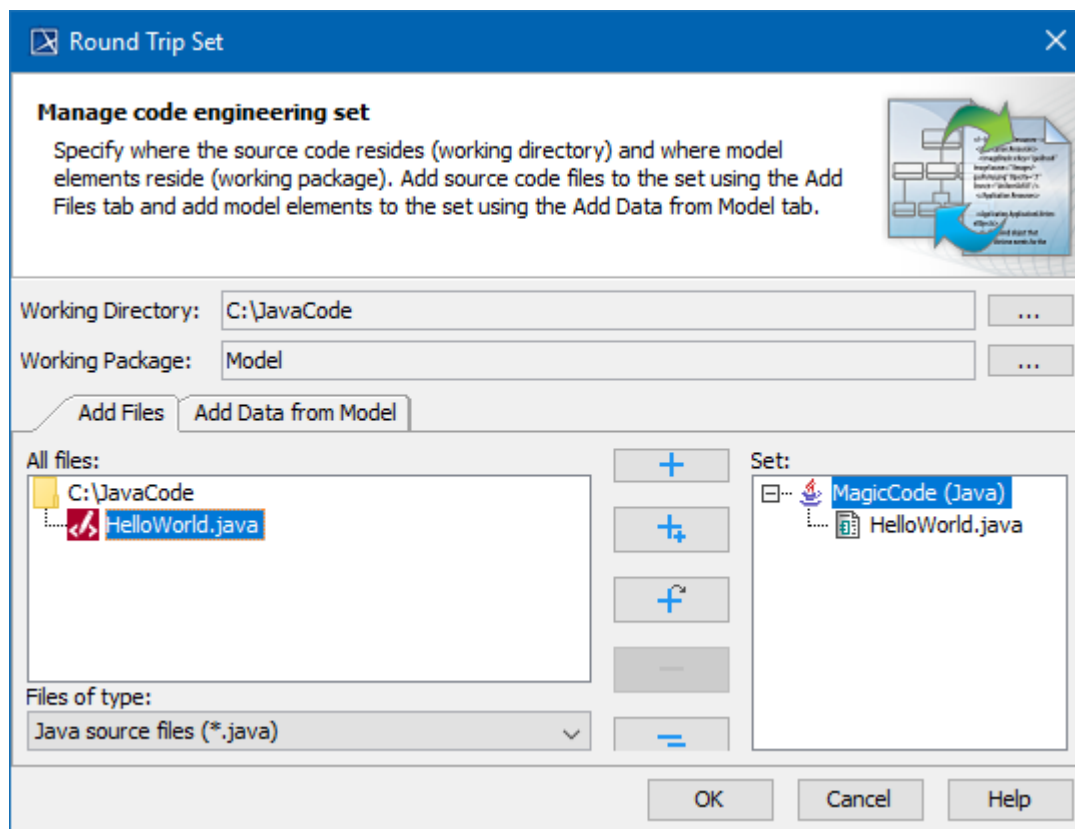 Round Trip Set
Manage code engineering set
Specify where the source code resides (working directory) and where model
elements reside (working package). Add source code files to the set using the Add
Files tab and add model elements to the set using the Add Data from Model tab.
Working Directory: C:\JavaCode ...
Working Package: Model ...
Add Files Add Data from Model
All files: Set:
C:\JavaCode MagicCode (Java)
HelloWorld.java HelloWorld.java
Files of type:
Java source files (*.java)
OK Cancel Help